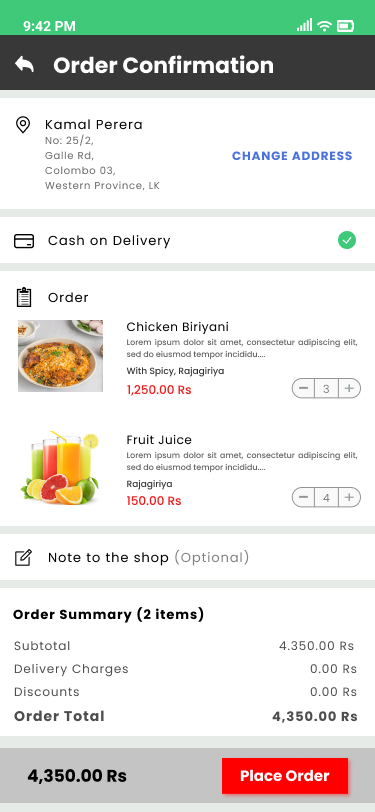 9:42 PM
Order Confirmation
Kamal Perera
No: 25/2,
Galle Rd,
Colombo 03,
Western Province, LK
CHANGE ADDRESS
Cash on Delivery
Order
Chicken Biriyani
Lorem ipsum dolor sit amet, consectetur adipiscing elit,
sed do eiusmod tempor incididu....
With Spicy, Rajagiriya
1,250.00 Rs
3
Fruit Juice
Lorem ipsum dolor sit amet, consectetur adipiscing elit,
sed do eiusmod tempor incididu....
Rajagiriya
150.00 Rs
4
Note to the shop (Optional)
Order Summary (2 items)
Subtotal 4.350.00 Rs
Delivery Charges 0.00 Rs
Discounts 0.00 Rs
Order Total 4,350.00 Rs
4,350.00 Rs
Place Order